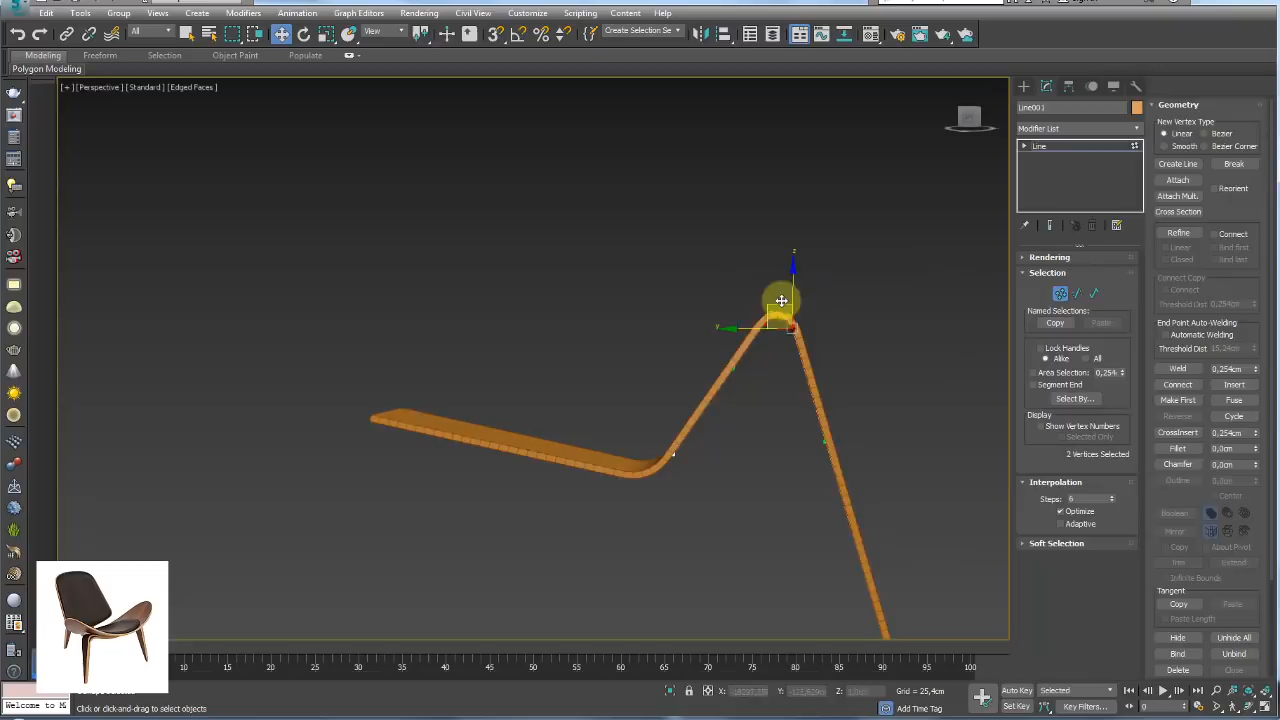 Edit Tools Group Views Create Modifiers Animation Graph Editors Rendering Civil View Customize Scripting Content Help
All View Create Selection Se
Modeling Freeform Selection Object Paint Populate
Polygon Modeling
[ + ] [Perspective ] [Standard ] [Edged Faces ]
z
y
Line001
Modifier List
Line
Rendering
Selection
Named Selections:
Copy Paste
Lock Handles
Alike All
Area Selection: 0,254c
Segment End
Select By...
Display
Show Vertex Numbers
Selected Only
2 Vertices Selected
Interpolation
Steps: 6
Optimize
Adaptive
Soft Selection
Geometry
New Vertex Type
Linear Bezier
Smooth Bezier Corner
Create Line Break
Attach
Reorient
Attach Mult.
Cross Section
Refine Connect
Linear Bind first
Closed Bind last
Connect Copy
Connect
Threshold Dist 0,254cm
End Point Auto-Welding
Automatic Welding
Threshold Dist 15,24cm
Weld 0,254cm
Connect Insert
Make First Fuse
Reverse Cycle
CrossInsert 0,254cm
Fillet 0,0cm
Chamfer 0,0cm
Outline 0,0cm
Center
Boolean
Mirror
Copy About Pivot
Trim Extend
Infinite Bounds
Tangent
Copy Paste
Paste Length
Hide Unhide All
Bind Unbind
Delete Close
10 15 20 25 30 35 40 45 50 55 60 65 70 75 80 85 90 95 100
X: Y: Z: Grid = 25,4cm
Auto Key Selected
Set Key Key Filters... 0
Welcome to M Click or click-and-drag to select objects Add Time Tag